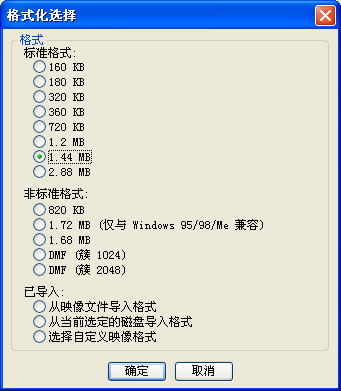 格式化选择
格式
标准格式:
160 KB
180 KB
320 KB
360 KB
720 KB
1.2 MB
1.44 MB
2.88 MB
非标准格式:
820 KB
1.72 MB (仅与 Windows 95/98/Me 兼容)
1.68 MB
DMF (簇 1024)
DMF (簇 2048)
已导入:
从映像文件导入格式
从当前选定的磁盘导入格式
选择自定义映像格式
确定
取消